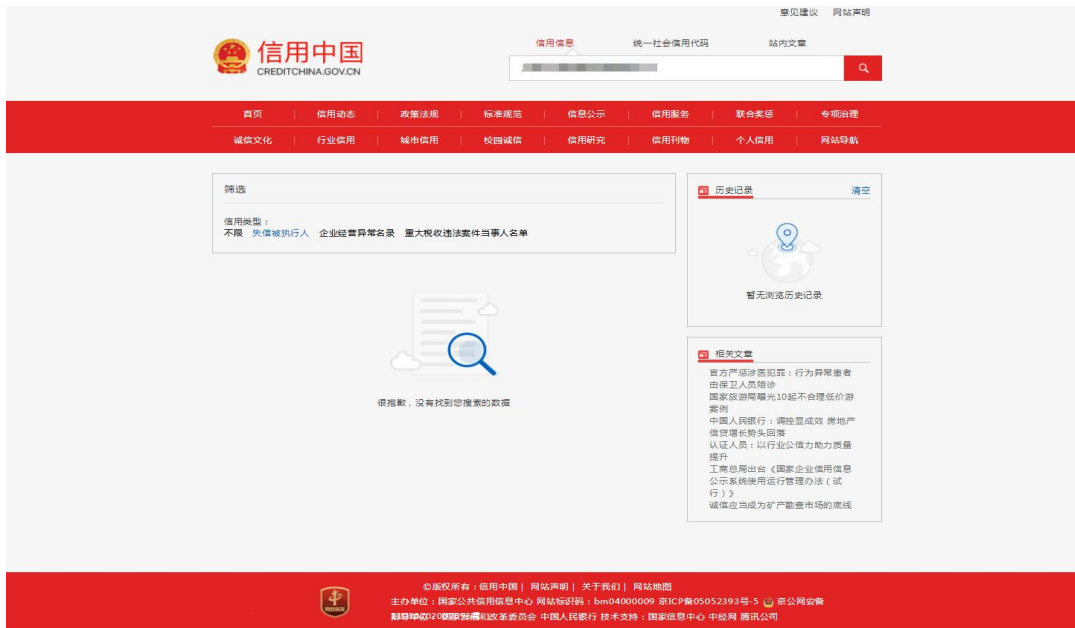 意见建议 网站声明
信用中国
CREDITCHINA.GOV.CN
信用信息 统一社会信用代码 站内文章
首页 信用动态 政策法规 标准规范 信息公示 信用服务 联合奖惩 专项治理
诚信文化 行业信用 城市信用 校园诚信 信用研究 信用刊物 个人信用 网站导航
筛选
信用类型:
不限 失信被执行人 企业经营异常名录 重大税收违法案件当事人名单
很抱歉,没有找到您搜索的数据
历史记录 清空
暂无浏览历史记录
相关文章
官方严惩涉医犯罪:行为异常患者
由保卫人员陪诊
国家旅游局曝光10起不合理低价游
案例
中国人民银行:调控显成效 房地产
信贷增长势头回落
认证人员:以行业公信力助力质量
提升
工商总局出台《国家企业信用信息
公示系统使用运行管理办法(试
行)》
诚信应当成为矿产勘查市场的底线
©版权所有:信用中国| 网站声明| 关于我们| 网站地图
主办单位:国家公共信用信息中心 网站标识码:bm04000009 京ICP备05052393号-5 京公网安备
和改革委员会 中国人民银行 技术支持:国家信息中心 中经网 腾讯公司